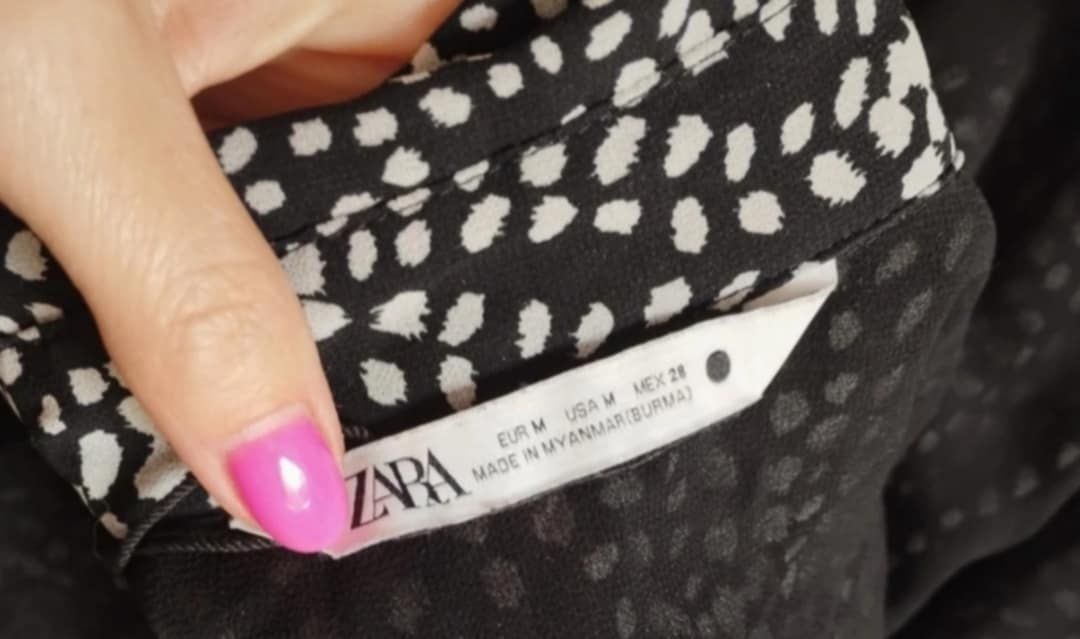 ZARA
EUR M USA M MEX 28
MADE IN MYANMAR(BURMA)